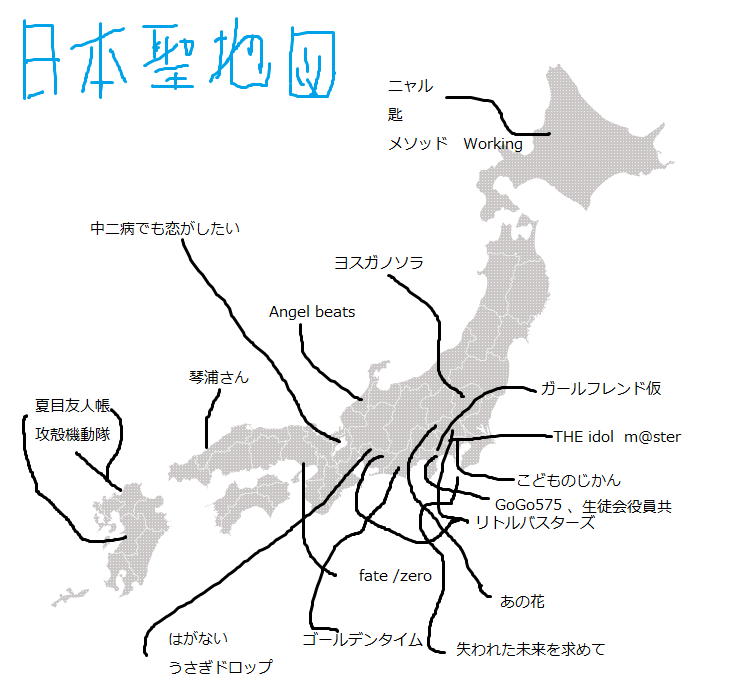 日本聖地図
ニャル
匙
メソッド Working
中二病でも恋がしたい
ヨスガノソラ
Angel beats
琴浦さん
ガールフレンド仮
夏目友人帳
攻殻機動隊
THE idol m@ster
こどものじかん
GoGo575 、生徒会役員共
リトルバスターズ
fate /zero
あの花
はがない
ゴールデンタイム
失われた未来を求めて
うさぎドロップ